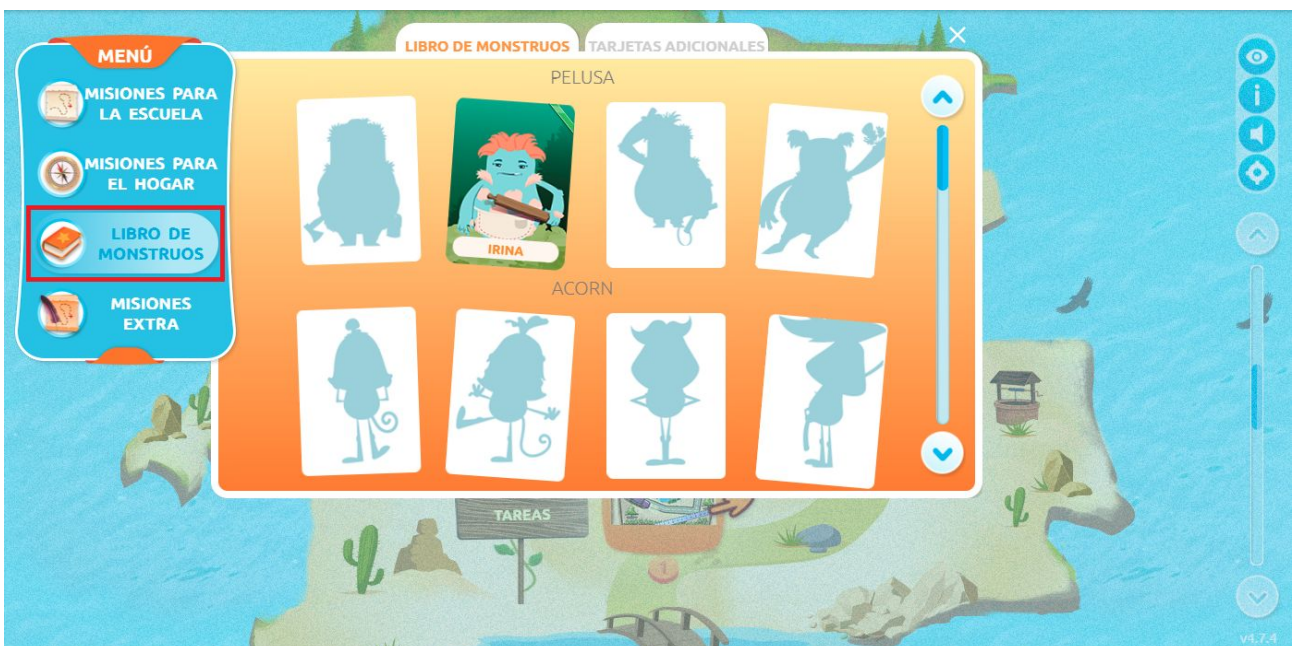 MENÚ
MISIONES PARA
LA ESCUELA
MISIONES PARA
EL HOGAR
LIBRO DE
MONSTRUOS
MISIONES
EXTRA
LIBRO DE MONSTRUOS
TARJETAS ADICIONALES
PELUSA
IRINA
ACORN
TAREAS
1
v4.7.4